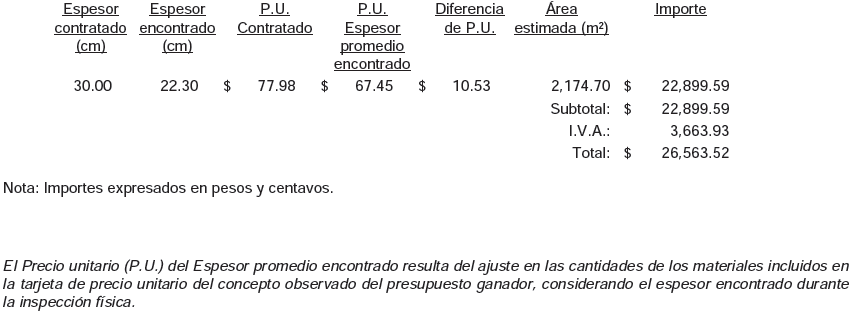 Espesor Espesor P.U. P.U. Diferencia Área Importe
contratado encontrado Contratado Espesor de P.U. estimada (m²)
(cm) (cm) promedio
encontrado
30.00 22.30 $ 77.98 $ 67.45 $ 10.53 2,174.70 $ 22,899.59
Subtotal: $ 22,899.59
I.V.A.: 3,663.93
Total: $ 26,563.52
Nota: Importes expresados en pesos y centavos.
El Precio unitario (P.U.) del Espesor promedio encontrado resulta del ajuste en las cantidades de los materiales incluidos en
la tarjeta de precio unitario del concepto observado del presupuesto ganador, considerando el espesor encontrado durante
la inspección física.